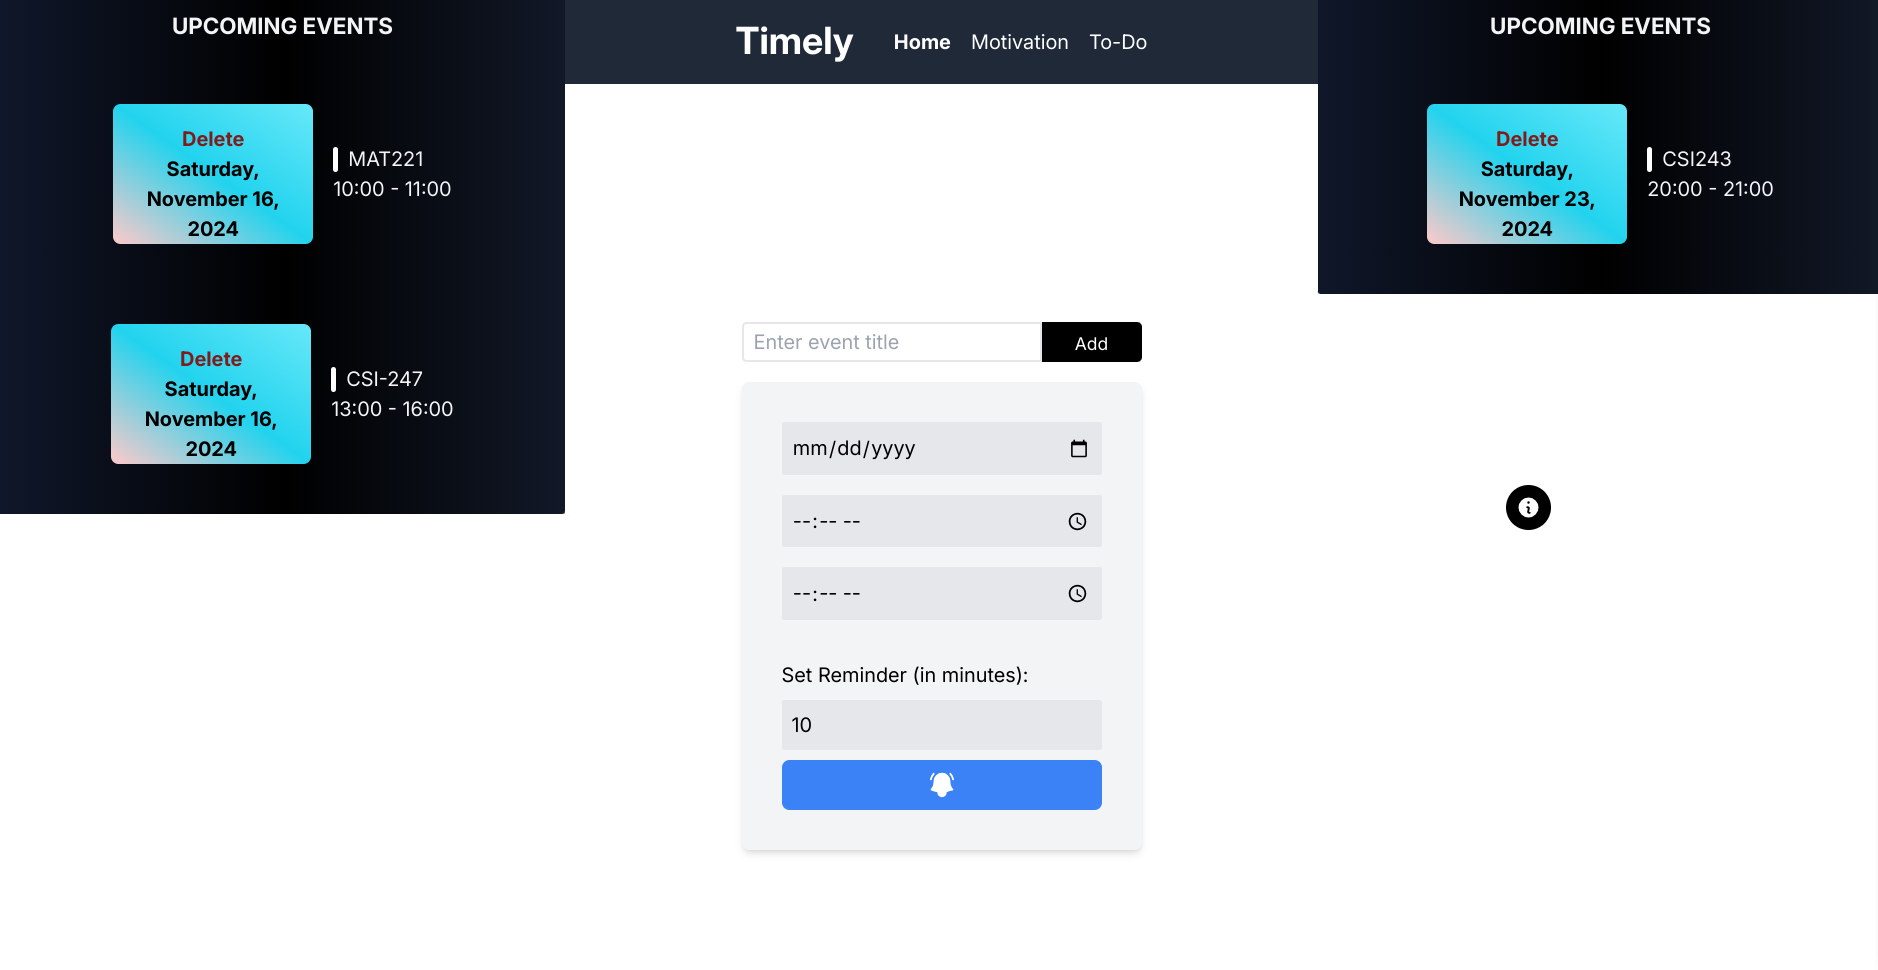 UPCOMING EVENTS
Delete
Saturday,
November 16,
2024
MAT221
10:00 - 11:00
Delete
Saturday,
November 16,
2024
CSI-247
13:00 - 16:00
Timely
Home Motivation To-Do
Enter event title
Add
mm/dd/yyyy
--:-- --
--:-- --
Set Reminder (in minutes):
10
UPCOMING EVENTS
Delete
Saturday,
November 23,
2024
CSI243
20:00 - 21:00